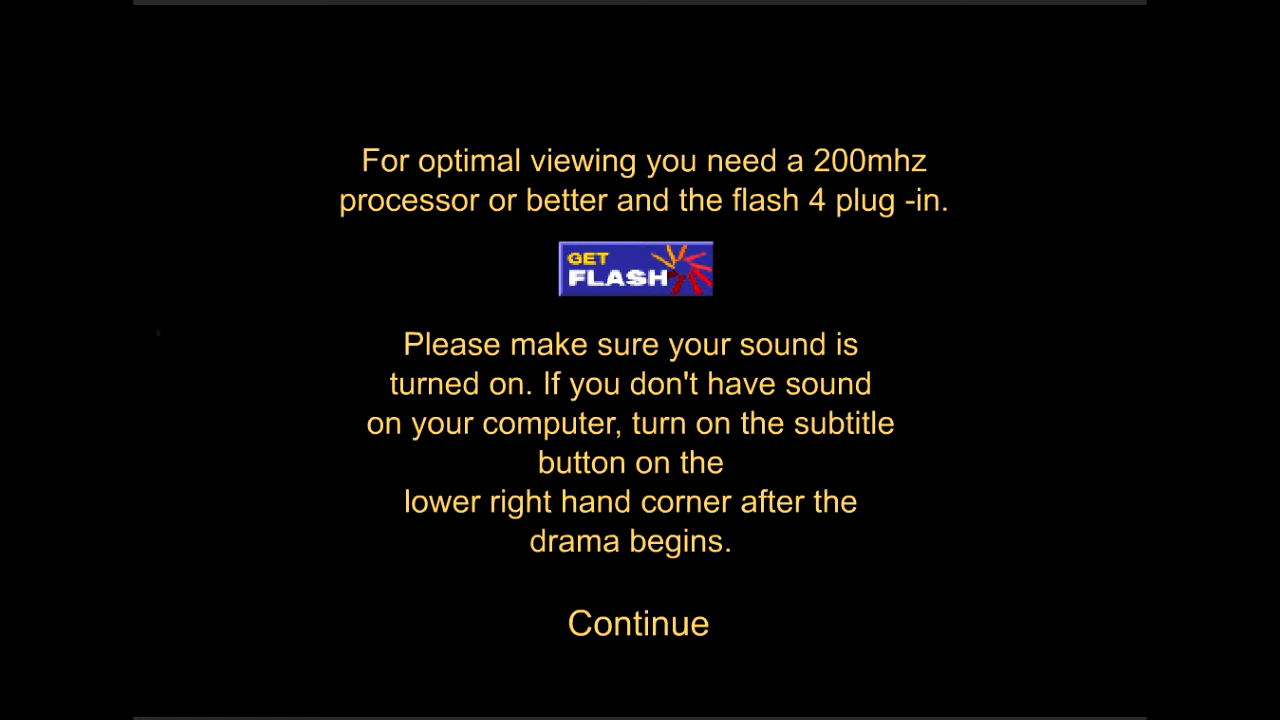 For optimal viewing you need a 200mhz
processor or better and the flash 4 plug -in.
GET
FLASH
Please make sure your sound is
turned on. If you don't have sound
on your computer, turn on the subtitle
button on the
lower right hand corner after the
drama begins.
Continue